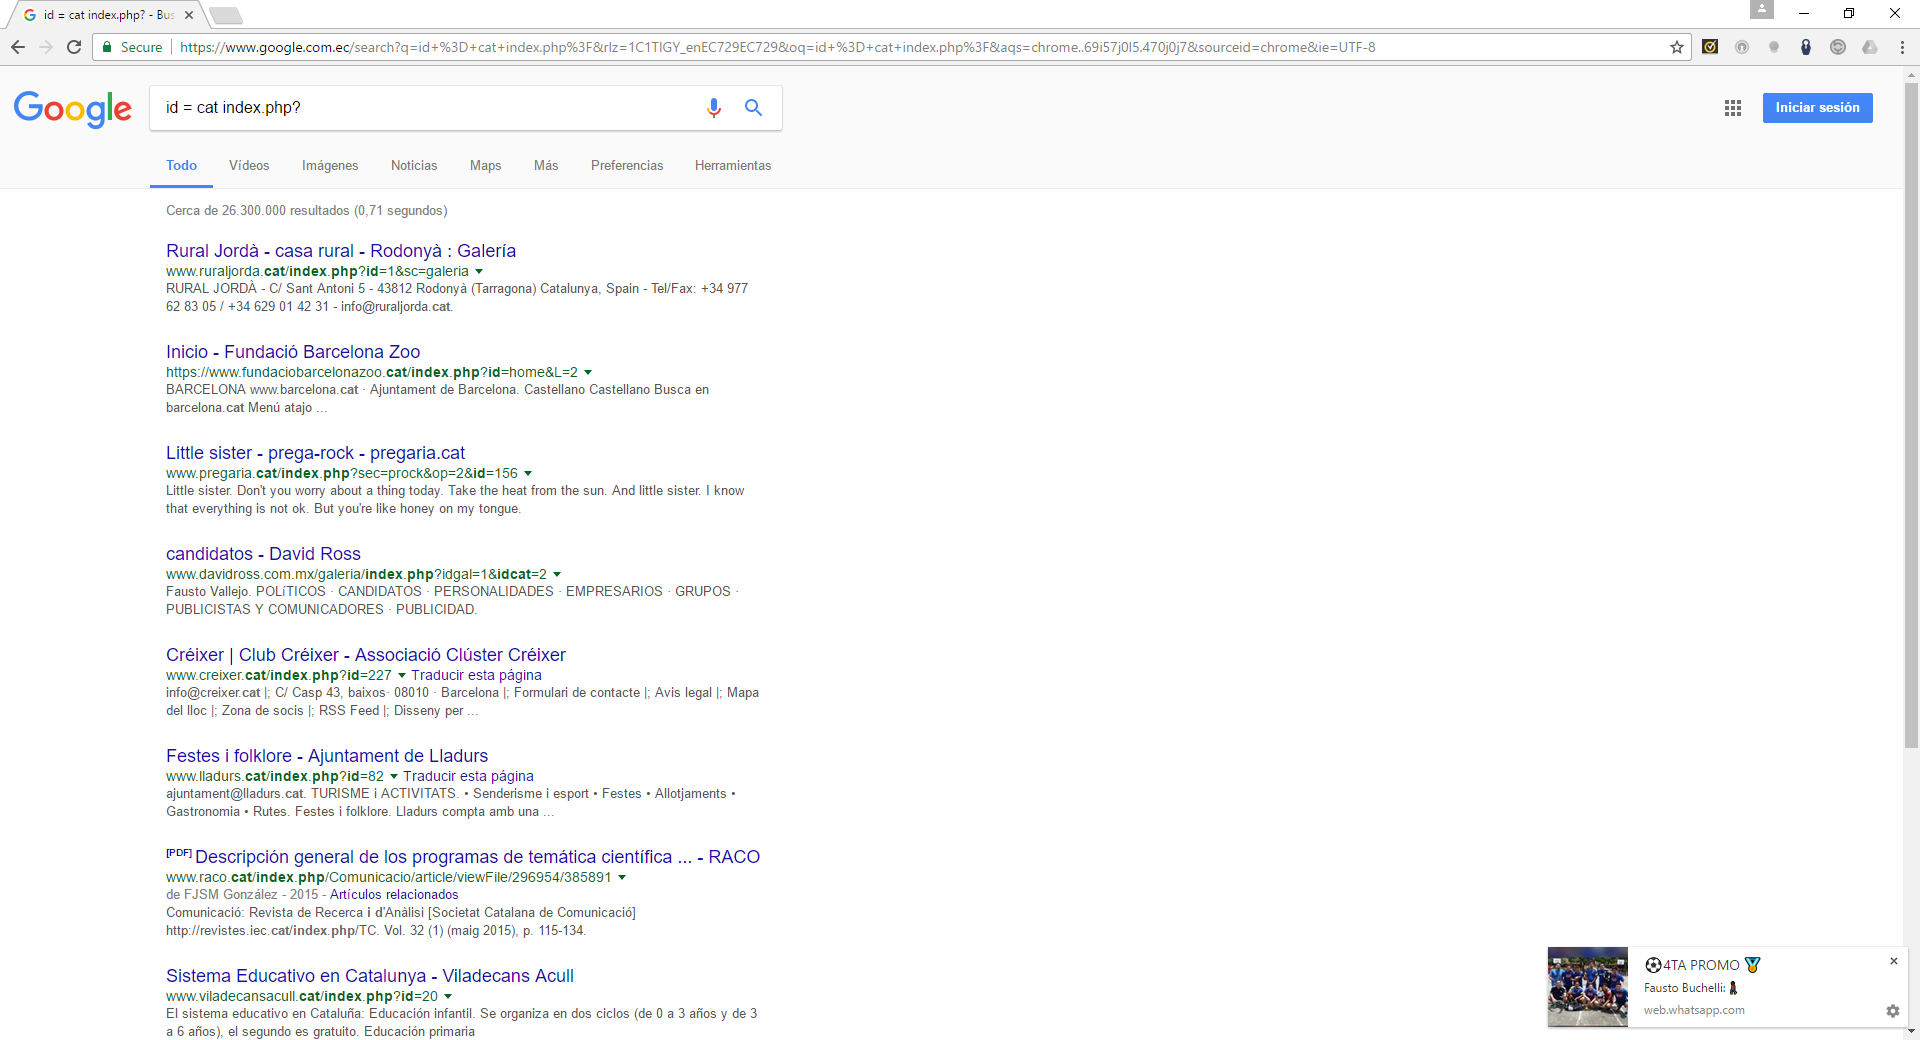 id = cat index.php? - Bus
Secure
https://www.google.com.ec/search?q=id+%3D+cat+index.php%3F&rlz=1C1TIGY_enEC729EC729&oq=id+%3D+cat+index.php%3F&aqs=chrome..69i57j0l5.470j0j7&sourceid=chrome&ie=UTF-8
Google
id = cat index.php?
Iniciar sesión
Todo Vídeos Imágenes Noticias Maps Más Preferencias Herramientas
Cerca de 26.300.000 resultados (0,71 segundos)
Rural Jordà - casa rural - Rodonyà : Galería
www.ruraljorda.cat/index.php?id=1&sc=galeria
RURAL JORDÀ - C/ Sant Antoni 5 - 43812 Rodonyà (Tarragona) Catalunya, Spain - Tel/Fax: +34 977
62 83 05 / +34 629 01 42 31 - info@ruraljorda.cat.
Inicio - Fundació Barcelona Zoo
https://www.fundaciobarcelonazoo.cat/index.php?id=home&L=2
BARCELONA www.barcelona.cat · Ajuntament de Barcelona. Castellano Castellano Busca en
barcelona.cat Menú atajo ...
Little sister - prega-rock - pregaria.cat
www.pregaria.cat/index.php?sec=prock&op=2&id=156
Little sister. Don't you worry about a thing today. Take the heat from the sun. And little sister. I know
that everything is not ok. But you're like honey on my tongue.
candidatos - David Ross
www.davidross.com.mx/galeria/index.php?idgal=1&idcat=2
Fausto Vallejo. POLíTICOS · CANDIDATOS · PERSONALIDADES · EMPRESARIOS · GRUPOS ·
PUBLICISTAS Y COMUNICADORES · PUBLICIDAD.
Créixer | Club Créixer - Associació Clúster Créixer
www.creixer.cat/index.php?id=227 Traducir esta página
info@creixer.cat |; C/ Casp 43, baixos· 08010 · Barcelona |; Formulari de contacte |; Avis legal |; Mapa
del lloc |; Zona de socis |; RSS Feed |; Disseny per ...
Festes i folklore - Ajuntament de Lladurs
www.lladurs.cat/index.php?id=82 Traducir esta página
ajuntament@lladurs.cat. TURISME i ACTIVITATS. • Senderisme i esport • Festes • Allotjaments •
Gastronomia • Rutes. Festes i folklore. Lladurs compta amb una ...
[PDF] Descripción general de los programas de temática científica ... - RACO
www.raco.cat/index.php/Comunicacio/article/viewFile/296954/385891
de FJSM González - 2015 - Artículos relacionados
Comunicació: Revista de Recerca i d'Anàlisi [Societat Catalana de Comunicació]
http://revistes.iec.cat/index.php/TC. Vol. 32 (1) (maig 2015), p. 115-134.
Sistema Educativo en Catalunya - Viladecans Acull
www.viladecansacull.cat/index.php?id=20
El sistema educativo en Cataluña: Educación infantil. Se organiza en dos ciclos (de 0 a 3 años y de 3
a 6 años), el segundo es gratuito. Educación primaria
⚽4TA PROMO 🏅
Fausto Buchelli:
web.whatsapp.com